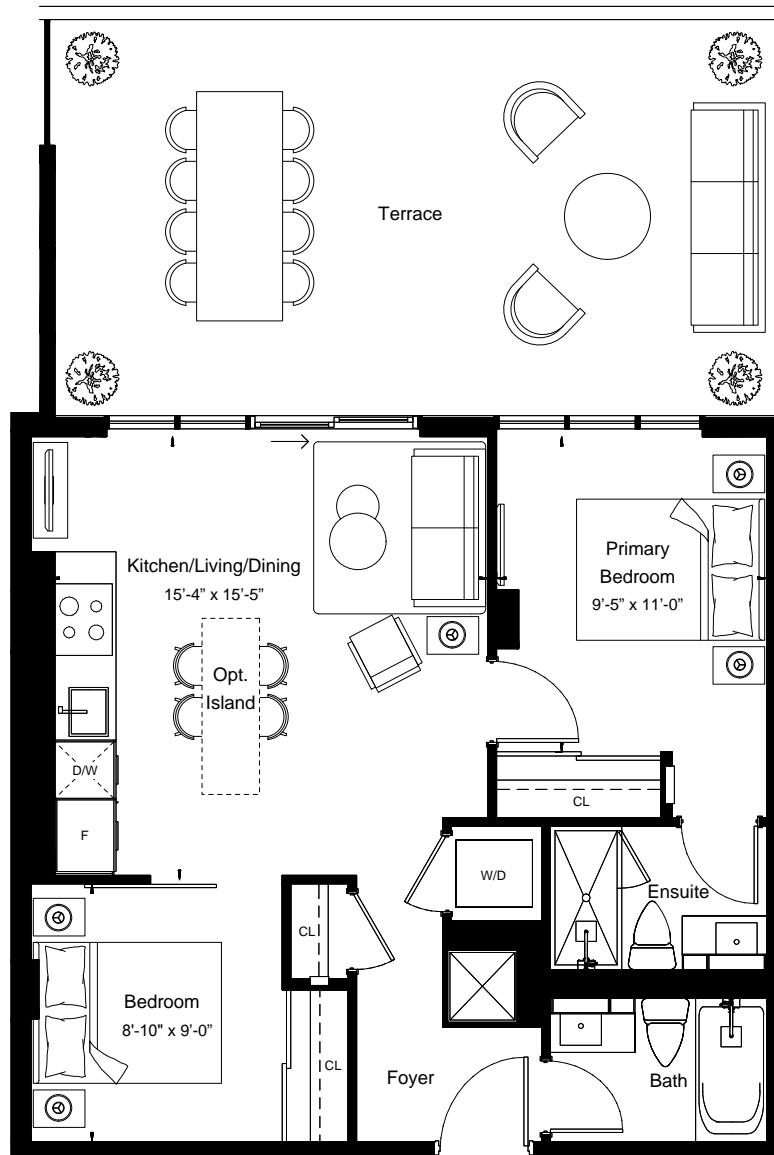 Terrace
Kitchen/Living/Dining
15'-4" x 15'-5"
Primary
Bedroom
9'-5" x 11'-0"
Opt.
Island
D/W
F
CL
W/D
Ensuite
CL
Bedroom
8'-10" x 9'-0"
CL
Foyer
Bath